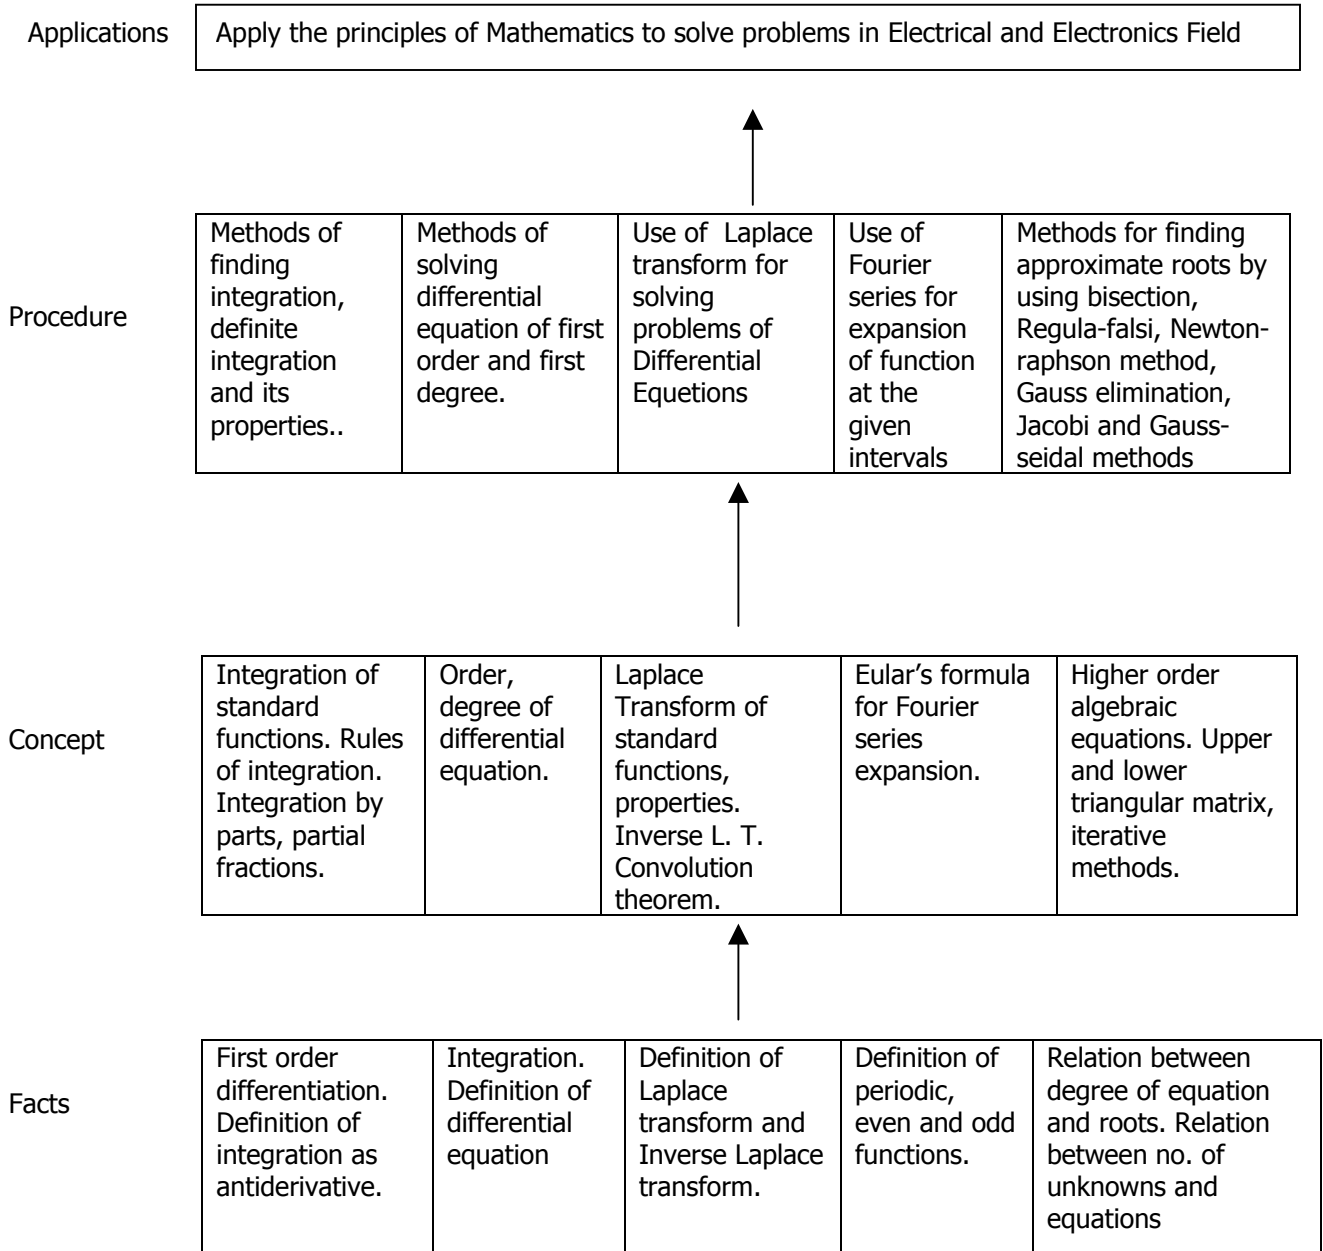 Applications
Apply the principles of Mathematics to solve problems in Electrical and Electronics Field
Procedure
Methods of
finding
integration,
definite
integration
and its
properties..
Methods of
solving
differential
equation of first
order and first
degree.
Use of Laplace
transform for
solving
problems of
Differential
Equetions
Use of
Fourier
series for
expansion
of function
at the
given
intervals
Methods for finding
approximate roots by
using bisection,
Regula-falsi, Newton-
raphson method,
Gauss elimination,
Jacobi and Gauss-
seidal methods
Concept
Integration of
standard
functions. Rules
of integration.
Integration by
parts, partial
fractions.
Order,
degree of
differential
equation.
Laplace
Transform of
standard
functions,
properties.
Inverse L. T.
Convolution
theorem.
Eular's formula
for Fourier
series
expansion.
Higher order
algebraic
equations. Upper
and lower
triangular matrix,
iterative
methods.
Facts
First order
differentiation.
Definition of
integration as
antiderivative.
Integration.
Definition of
differential
equation
Definition of
Laplace
transform and
Inverse Laplace
transform.
Definition of
periodic,
even and odd
functions.
Relation between
degree of equation
and roots. Relation
between no. of
unknowns and
equations